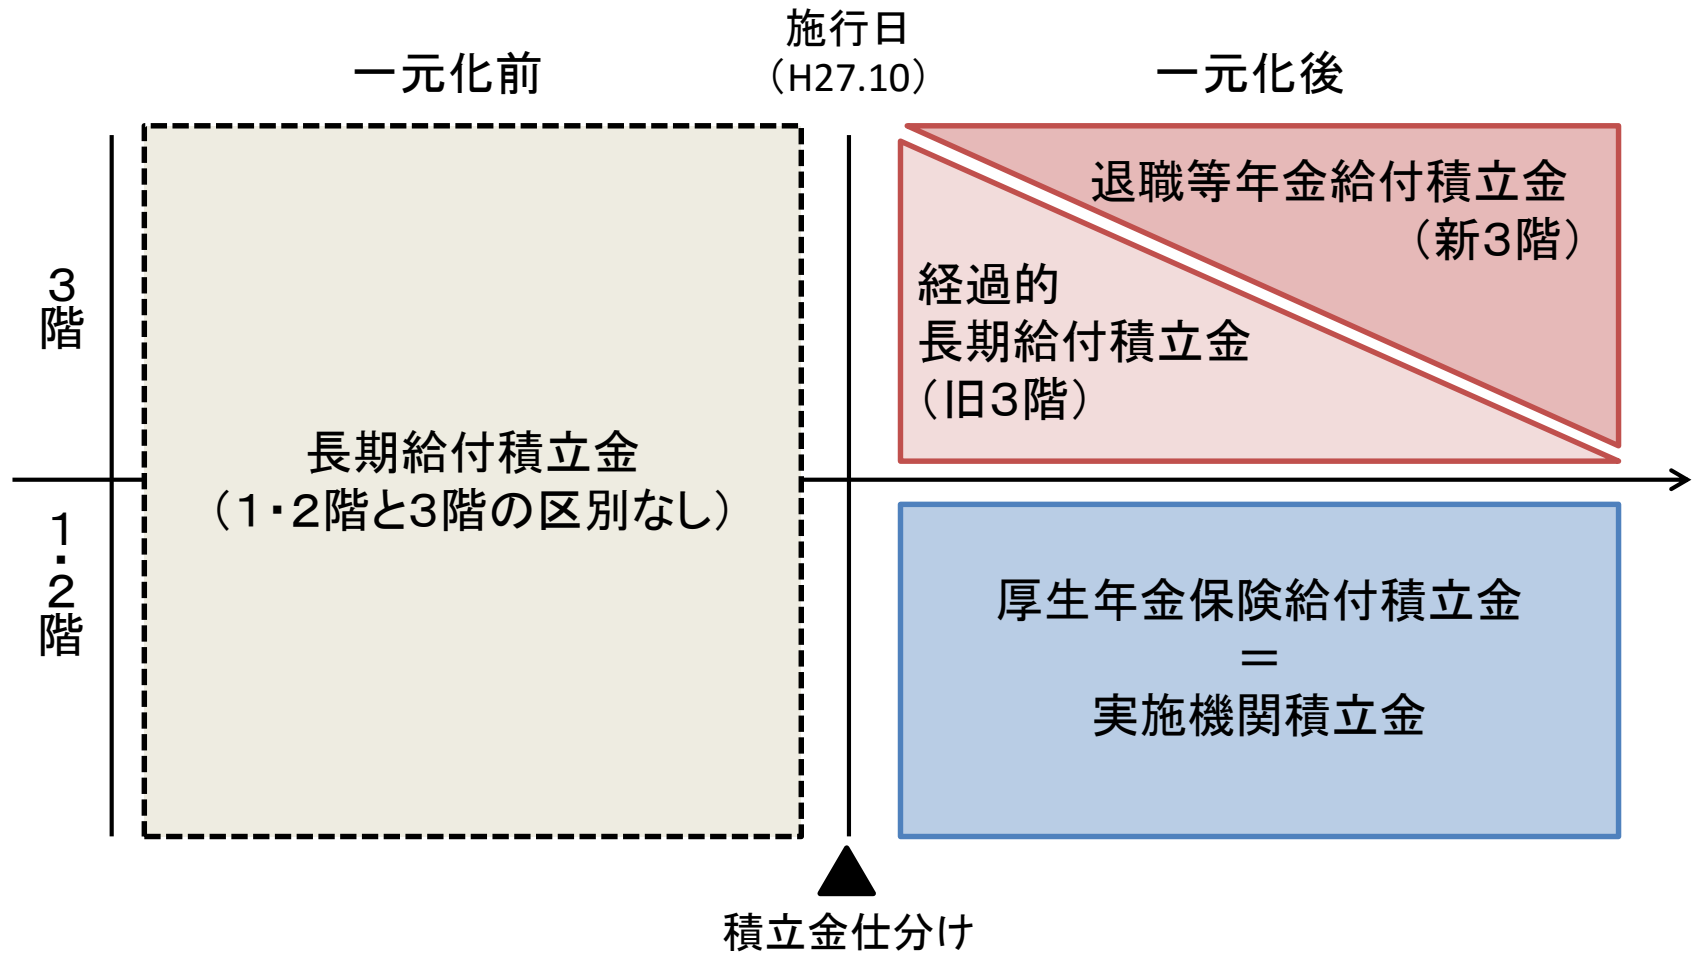 一元化前
施行日
（H27.10）
一元化後
3階
1・2階
長期給付積立金
（1・2階と3階の区別なし）
退職等年金給付積立金
（新3階）
経過的
長期給付積立金
（旧3階）
厚生年金保険給付積立金
＝
実施機関積立金
積立金仕分け